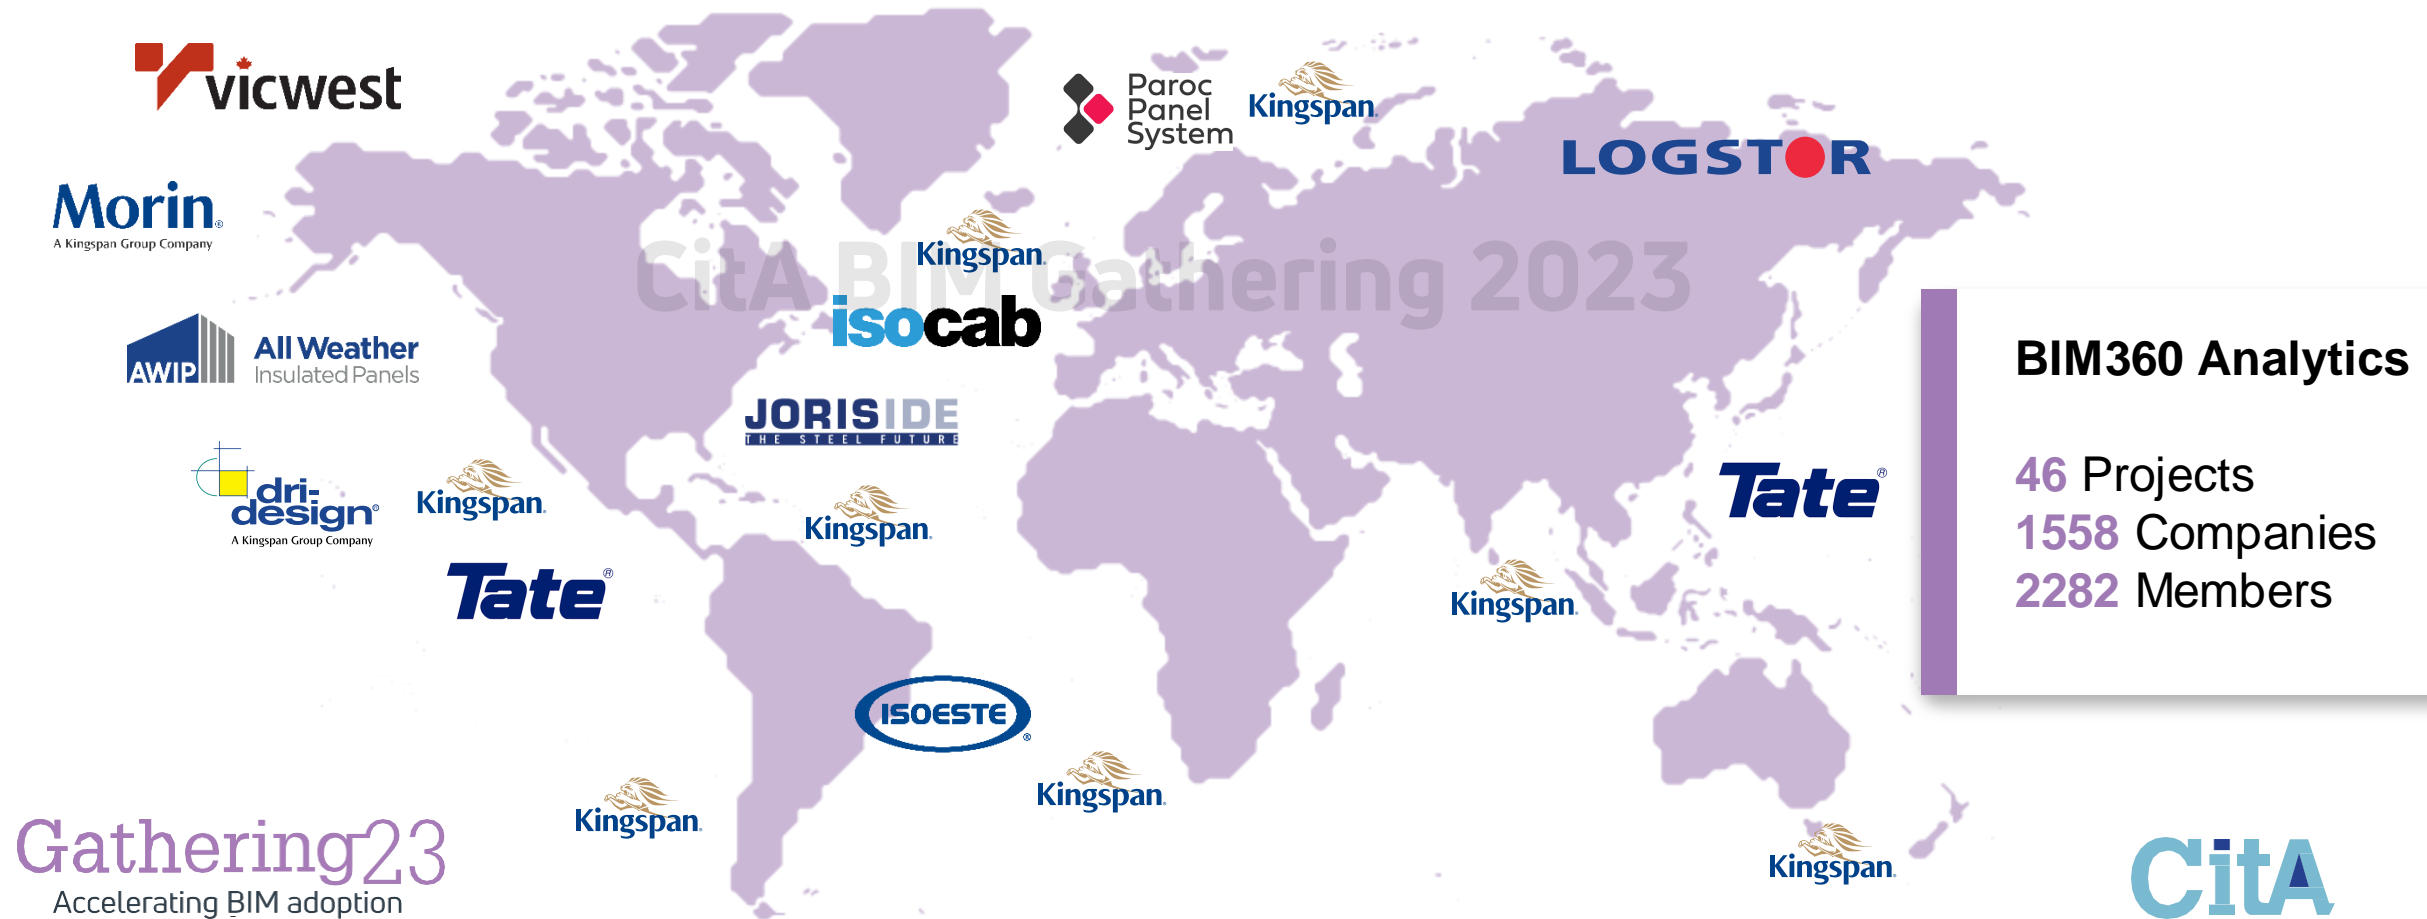 vicwest
Paroc
Panel
System
Kingspan.
LOGSTOR
Morin®
A Kingspan Group Company
Kingspan.
CitA BIM Gathering 2023
isocab
AWIP
All Weather
Insulated Panels
BIM360 Analytics
JORISIDE
THE STEEL FUTURE
dri-
design®
A Kingspan Group Company
Kingspan.
Kingspan.
Tate®
46 Projects
1558 Companies
2282 Members
Tate®
Kingspan.
ISOESTE®
Kingspan.
Kingspan.
Kingspan.
Gathering23
Accelerating BIM adoption
CitA